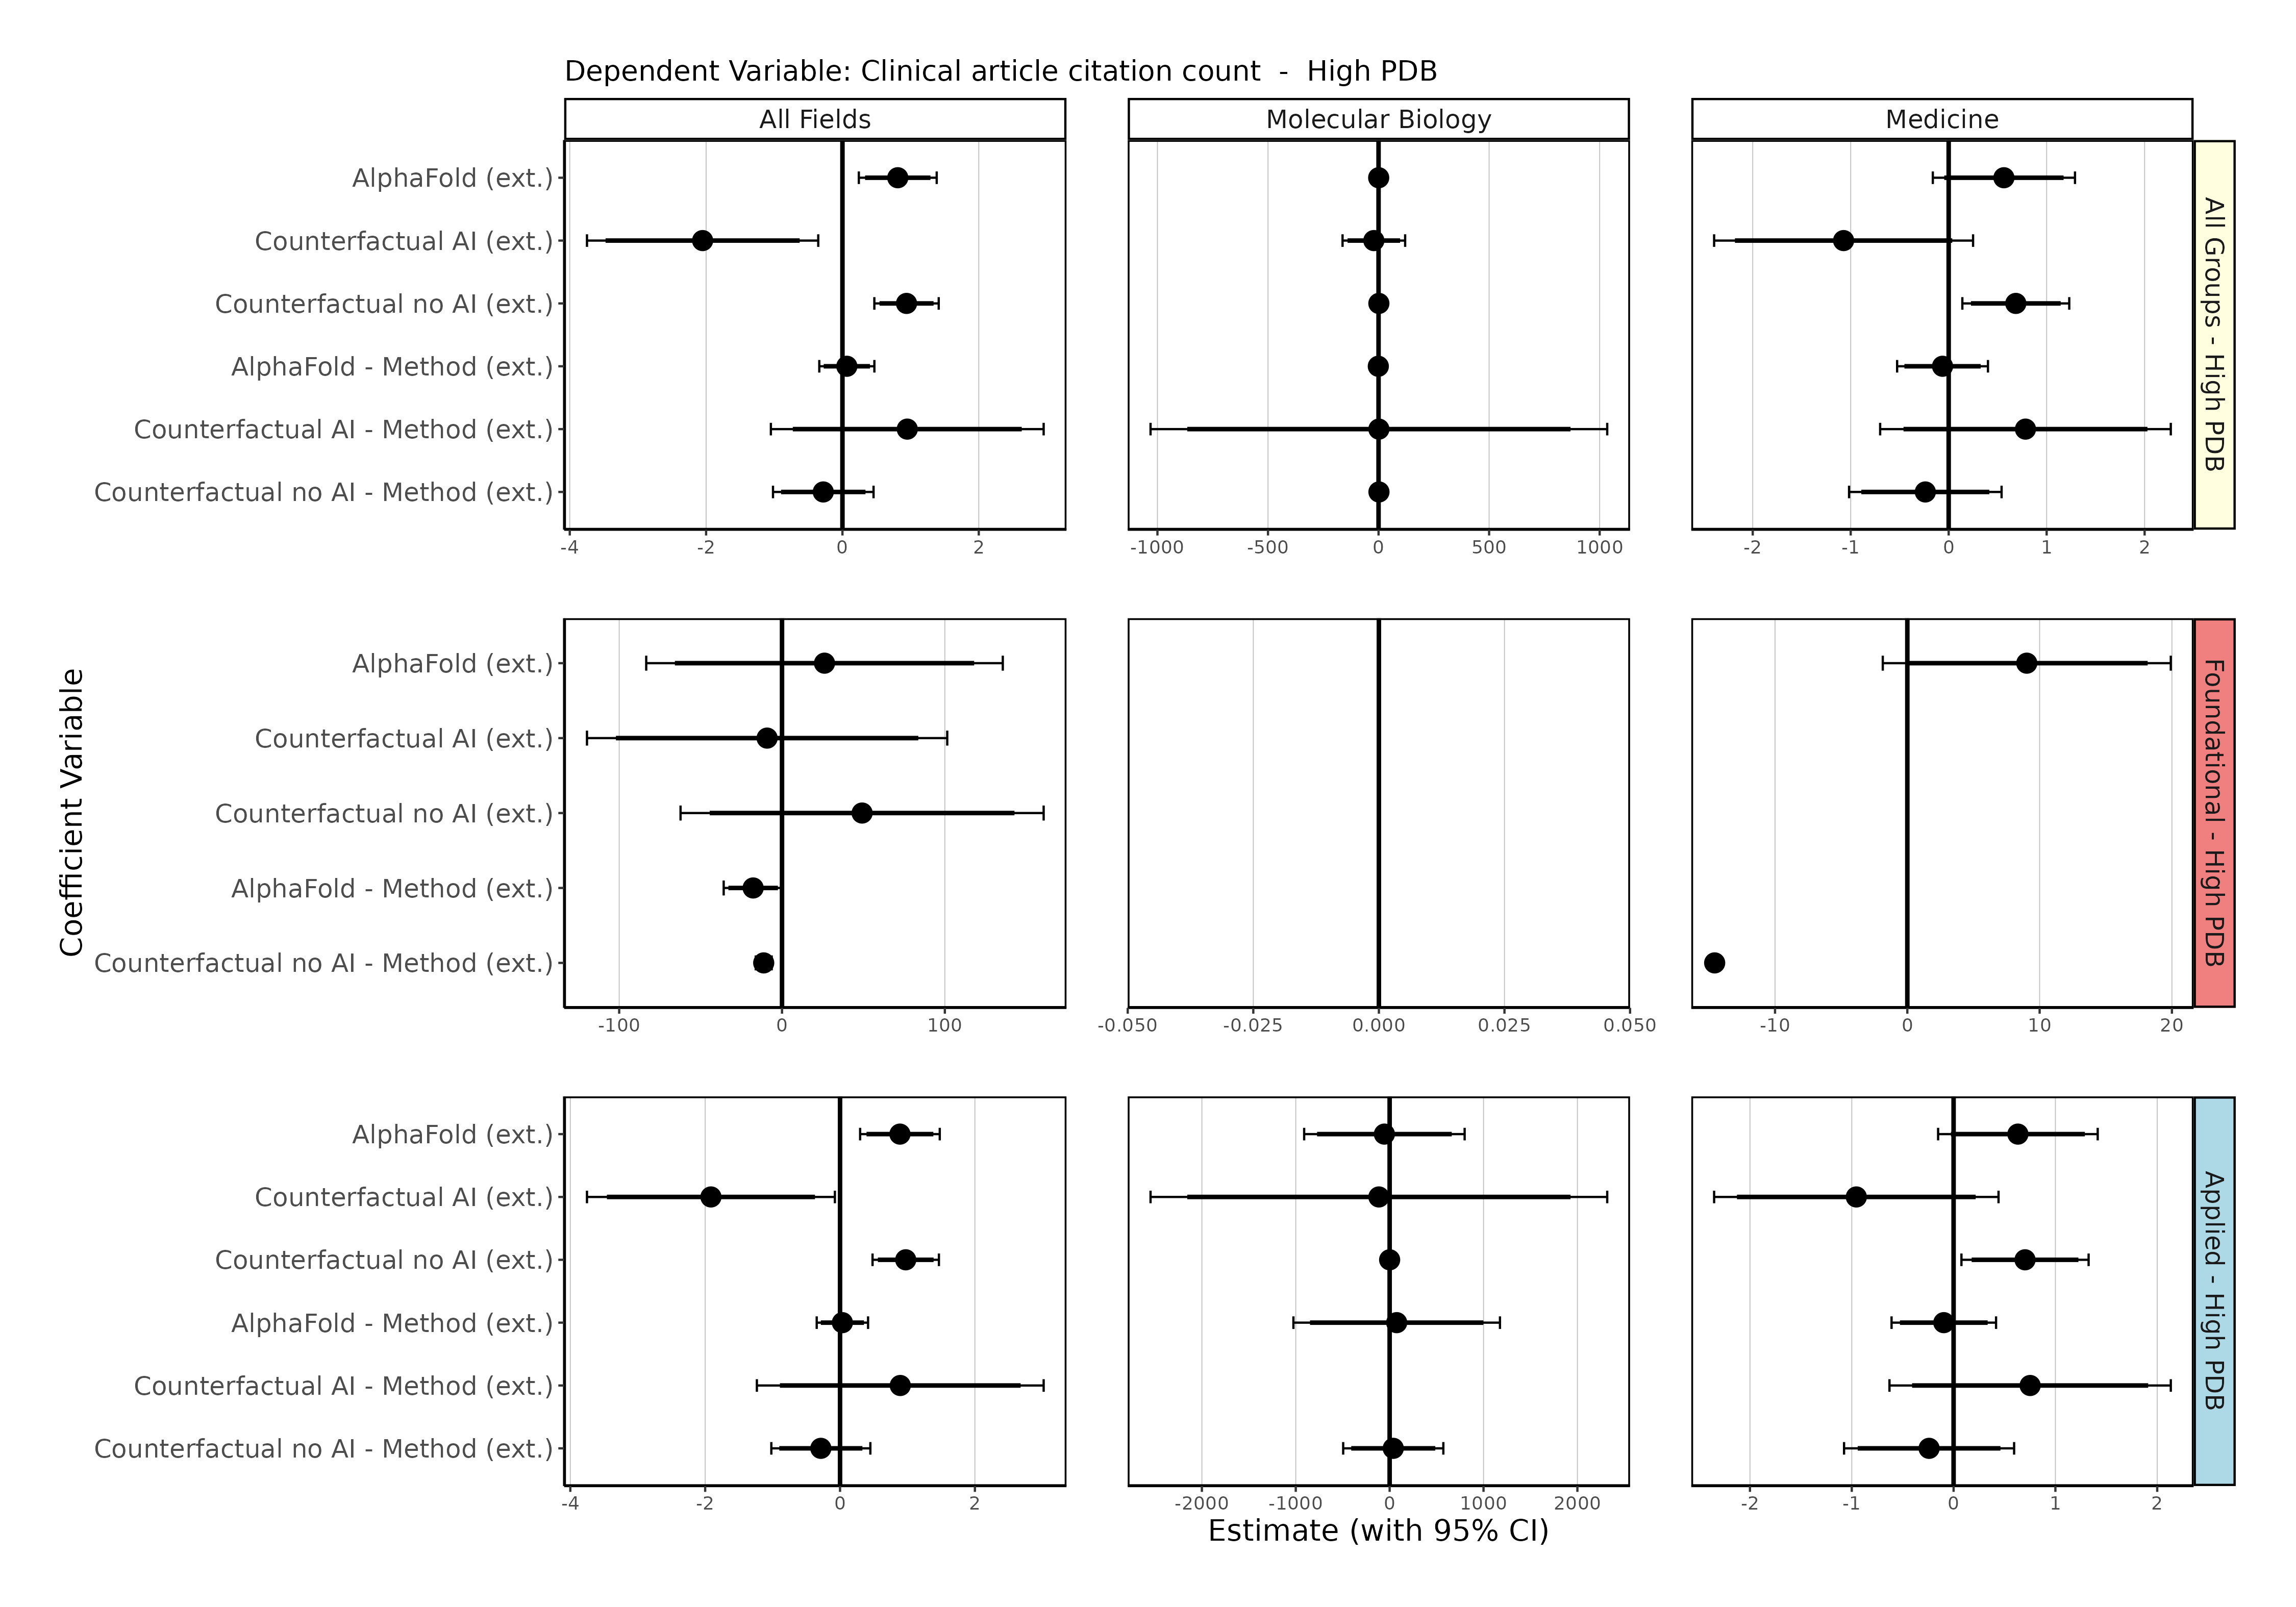 Dependent Variable: Clinical article citation count - High PDB
All Fields
Molecular Biology
Medicine
Coefficient Variable
AlphaFold (ext.)
Counterfactual AI (ext.)
Counterfactual no AI (ext.)
AlphaFold - Method (ext.)
Counterfactual AI - Method (ext.)
Counterfactual no AI - Method (ext.)
-4 -2 0 2
-1000 -500 0 500 1000
-2 -1 0 1 2
All Groups - High PDB
AlphaFold (ext.)
Counterfactual AI (ext.)
Counterfactual no AI (ext.)
AlphaFold - Method (ext.)
Counterfactual no AI - Method (ext.)
-100 0 100
-0.050 -0.025 0.000 0.025 0.050
-10 0 10 20
Foundational - High PDB
AlphaFold (ext.)
Counterfactual AI (ext.)
Counterfactual no AI (ext.)
AlphaFold - Method (ext.)
Counterfactual AI - Method (ext.)
Counterfactual no AI - Method (ext.)
-4 -2 0 2
-2000 -1000 0 1000 2000
-2 -1 0 1 2
Applied - High PDB
Estimate (with 95% CI)